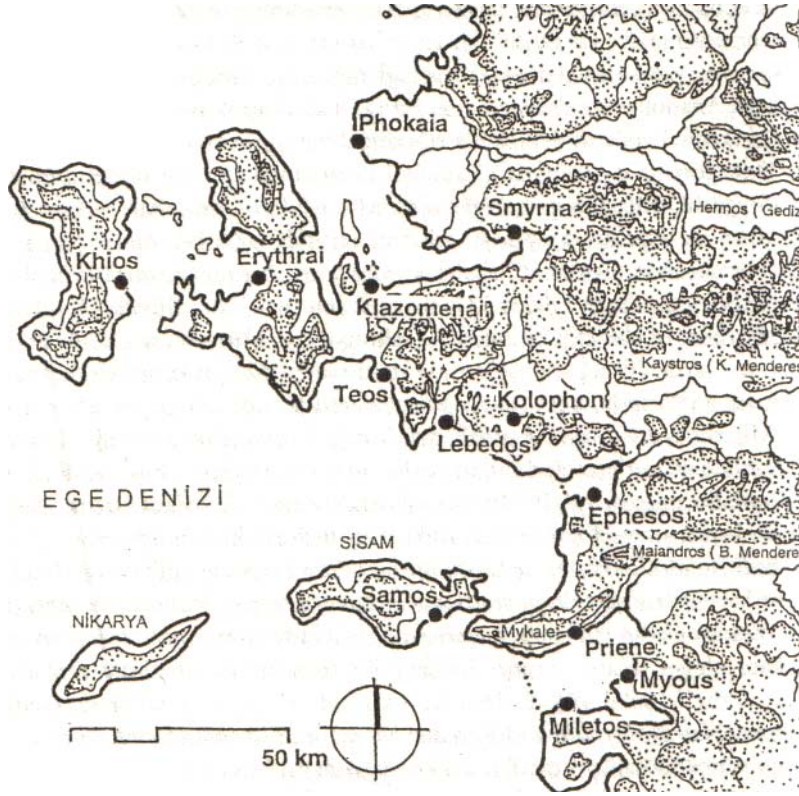 Phokaia
Smyrna
Hermos ( Gediz
Khios
Erythrai
Klazomenai
Kaystros ( K. Menderes
Teos
Kolophon
Lebedos
EGE DENİZİ
Ephesos
SİSAM
Maiandros ( B. Menderes
Samos
NİKARYA
Mykale
Priene
Myous
Miletos
50 km